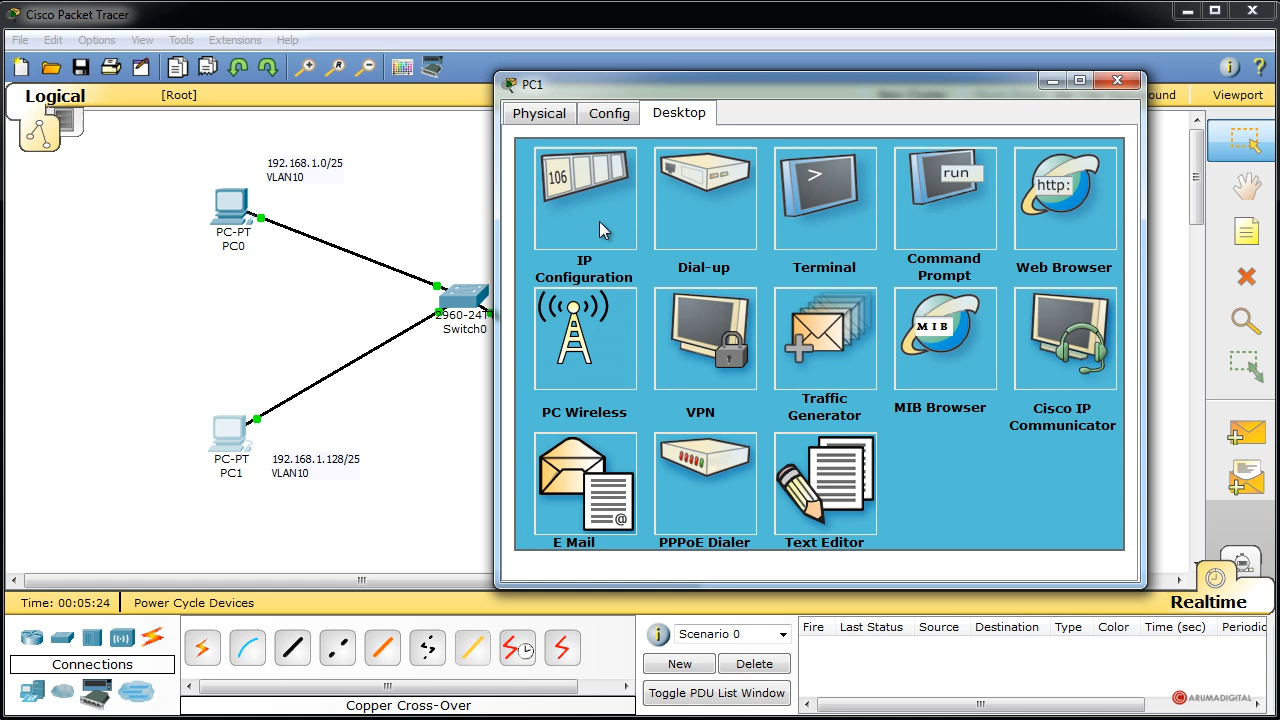 Cisco Packet Tracer
File Edit Options View Tools Extensions Help
Logical
[Root]
Viewport
PC1
Physical Config Desktop
192.168.1.0/25
VLAN10
PC-PT
PC0
2960-24T
Switch0
PC-PT
PC1
192.168.1.128/25
VLAN10
106
>
run
http:
IP
Configuration
Dial-up
Terminal
Command
Prompt
Web Browser
MIB
PC Wireless
VPN
Traffic
Generator
MIB Browser
Cisco IP
Communicator
@
E Mail
PPPoE Dialer
Text Editor
Time: 00:05:24
Power Cycle Devices
Realtime
Connections
Copper Cross-Over
Scenario 0
New Delete
Toggle PDU List Window
Fire Last Status Source Destination Type Color Time (sec) Periodic
ARUMADIGITAL